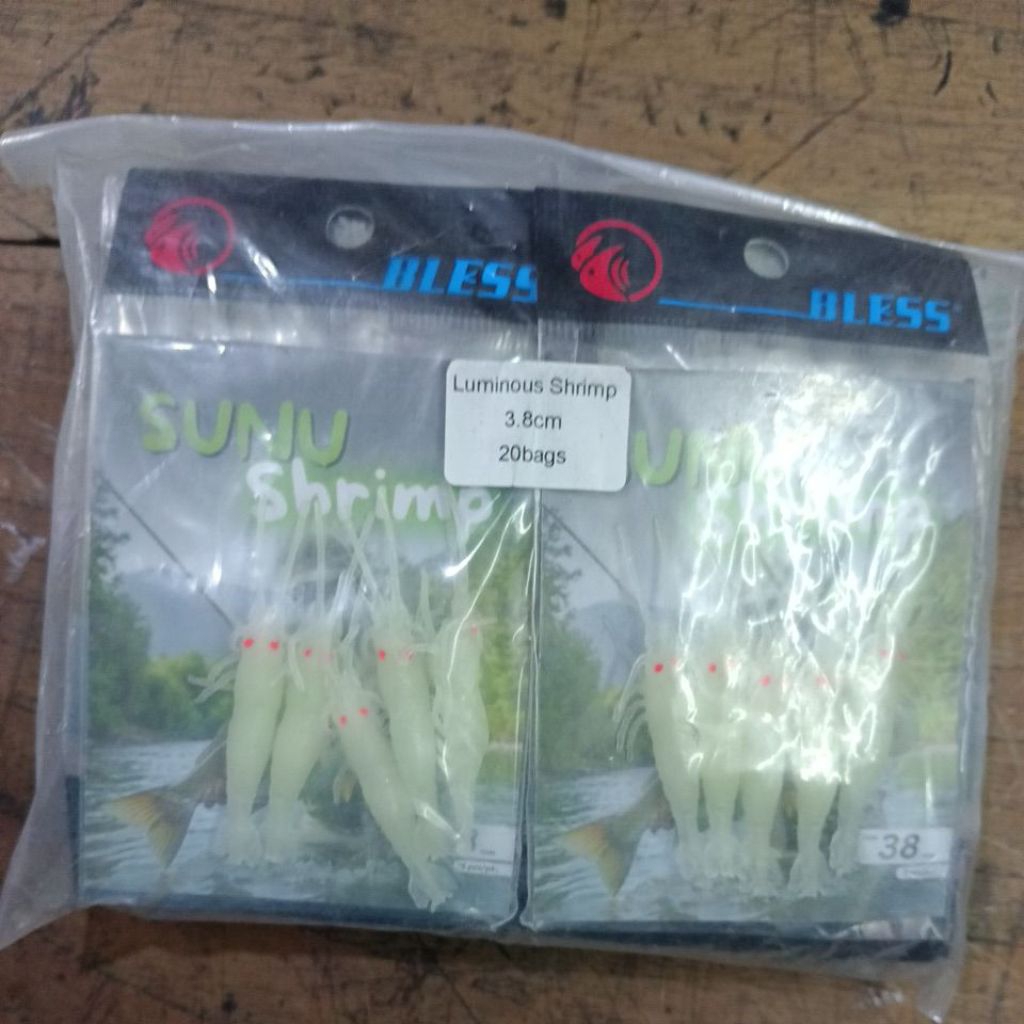 BLESS
BLESS
Luminous Shrimp
3.8cm
20bags
SUNU
Shrimp
38